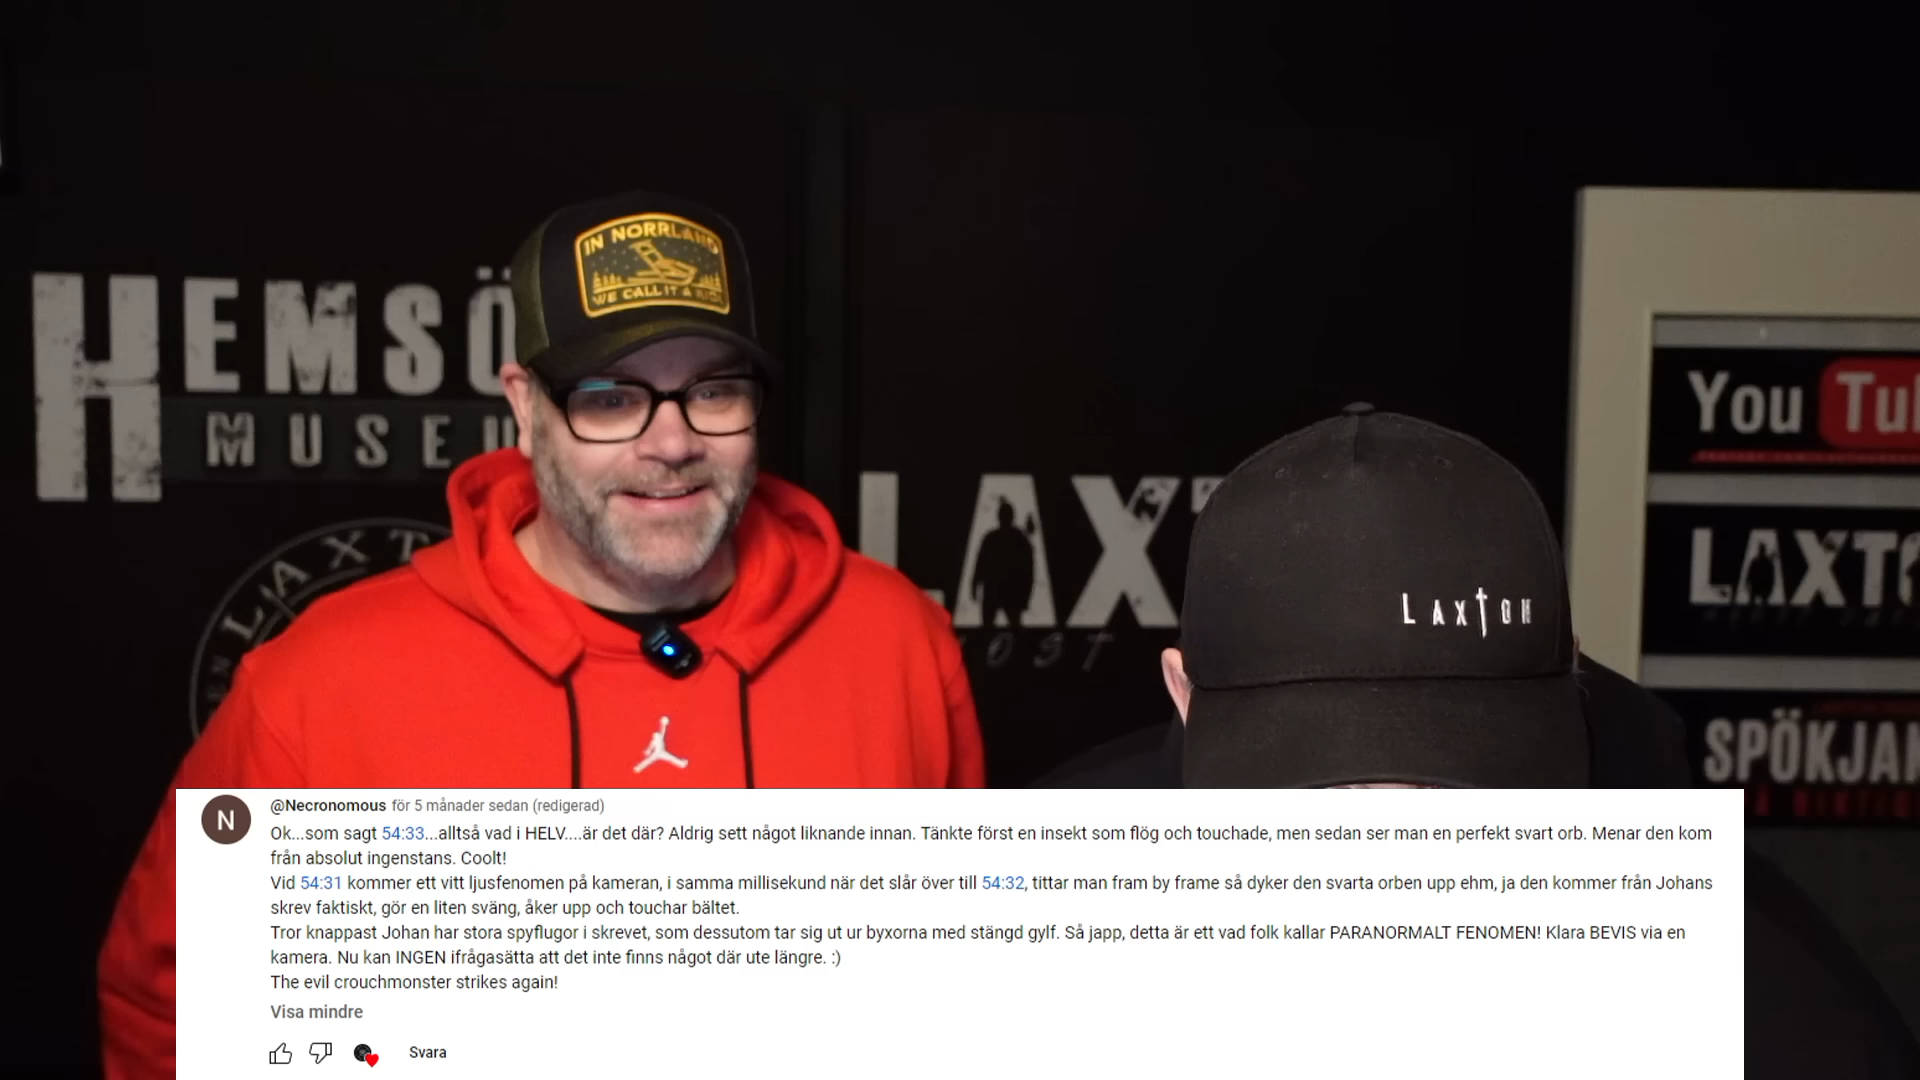 IN NORRLAND
WE CALL IT A
HEMSÖ
MUSEU
LAXT
LAX
OST
LAXTON
You Tu
LAXTO
SPÖKJA
@Necronomous för 5 månader sedan (redigerad)
N
Ok...som sagt 54:33...alltså vad i HELV....är det där? Aldrig sett något liknande innan. Tänkte först en insekt som flög och touchade, men sedan ser man en perfekt svart orb. Menar den kom
från absolut ingenstans. Coolt!
Vid 54:31 kommer ett vitt ljusfenomen på kameran, i samma millisekund när det slår över till 54:32, tittar man fram by frame så dyker den svarta orben upp ehm, ja den kommer från Johans
skrev faktiskt, gör en liten sväng, åker upp och touchar bältet.
Tror knappast Johan har stora spyflugor i skrevet, som dessutom tar sig ut ur byxorna med stängd gylf. Så japp, detta är ett vad folk kallar PARANORMALT FENOMEN! Klara BEVIS via en
kamera. Nu kan INGEN ifrågasätta att det inte finns något där ute längre. :)
The evil crouchmonster strikes again!
Visa mindre
Svara